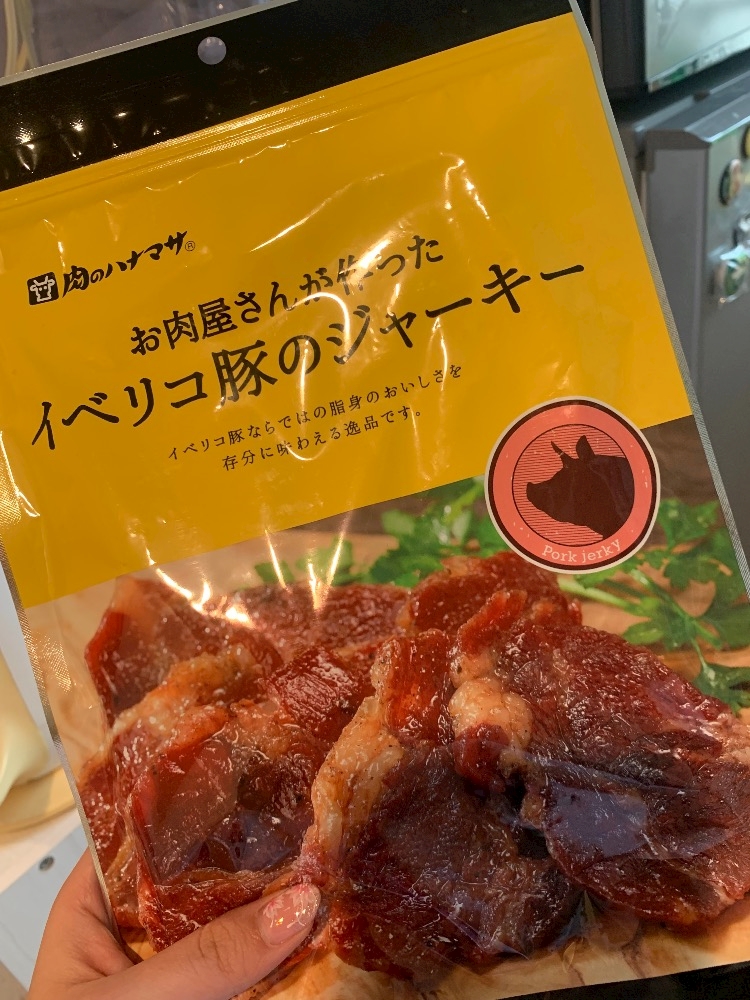 肉のハナマサ®
お肉屋さんが作った
イベリコ豚のジャーキー
イベリコ豚ならではの脂身のおいしさを
存分に味わえる逸品です。
Pork jerky